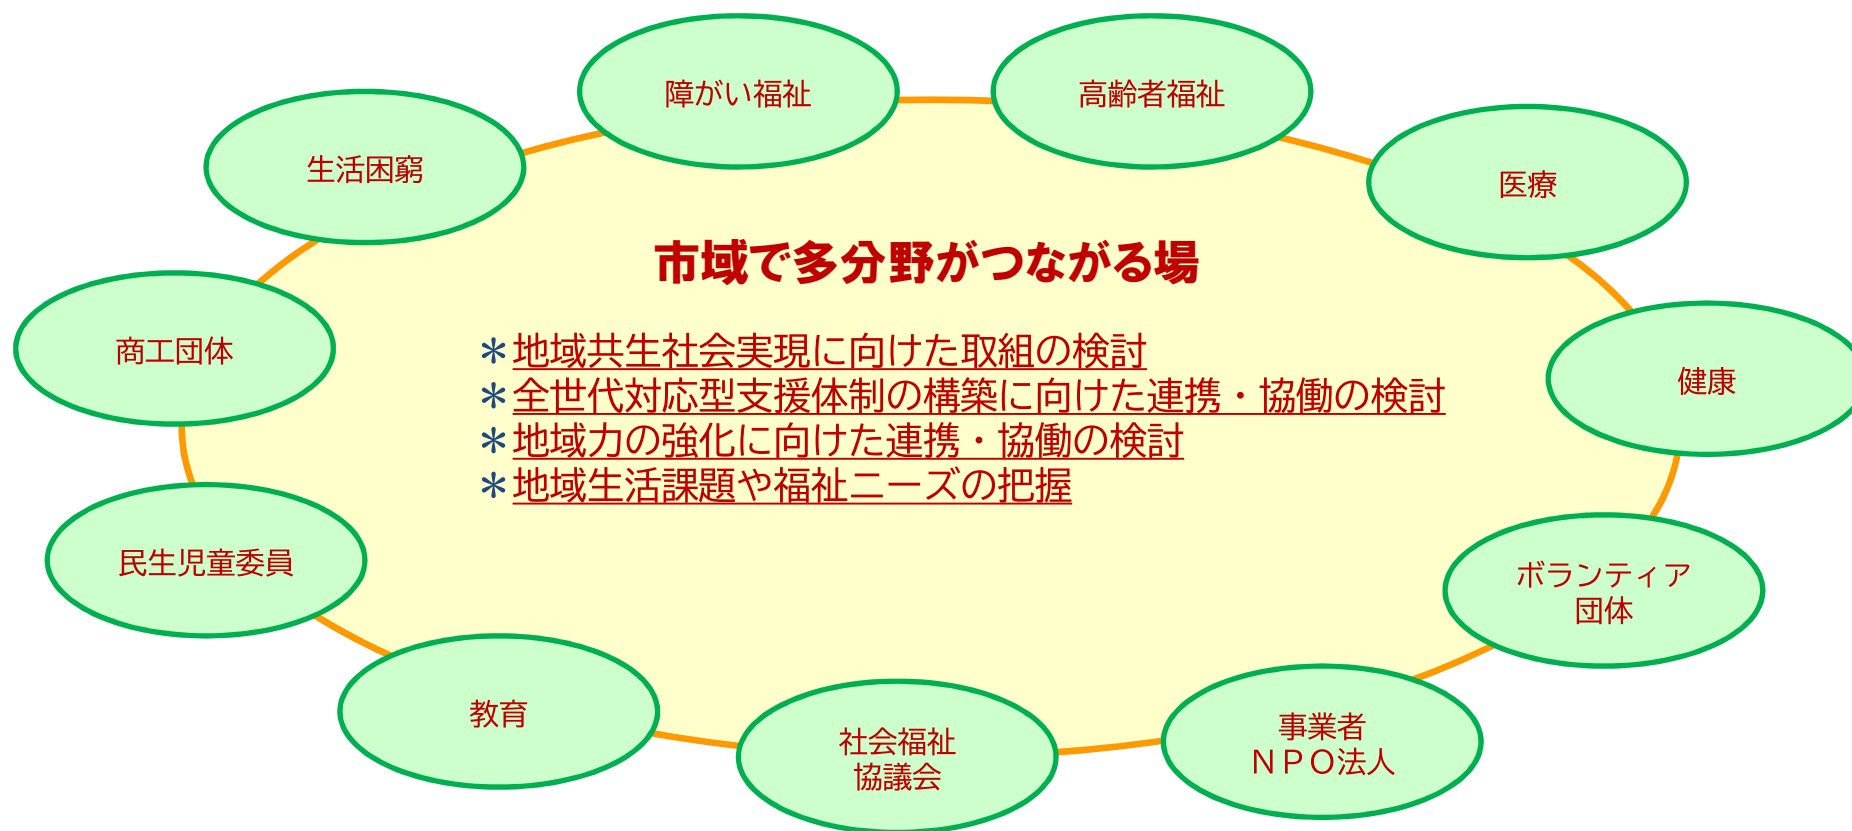 障がい福祉
高齢者福祉
生活困窮
医療
市域で多分野がつながる場
商工団体
健康
＊地域共生社会実現に向けた取組の検討
＊全世代対応型支援体制の構築に向けた連携・協働の検討
＊地域力の強化に向けた連携・協働の検討
＊地域生活課題や福祉ニーズの把握
民生児童委員
ボランティア
団体
教育
社会福祉
協議会
事業者
ＮＰＯ法人